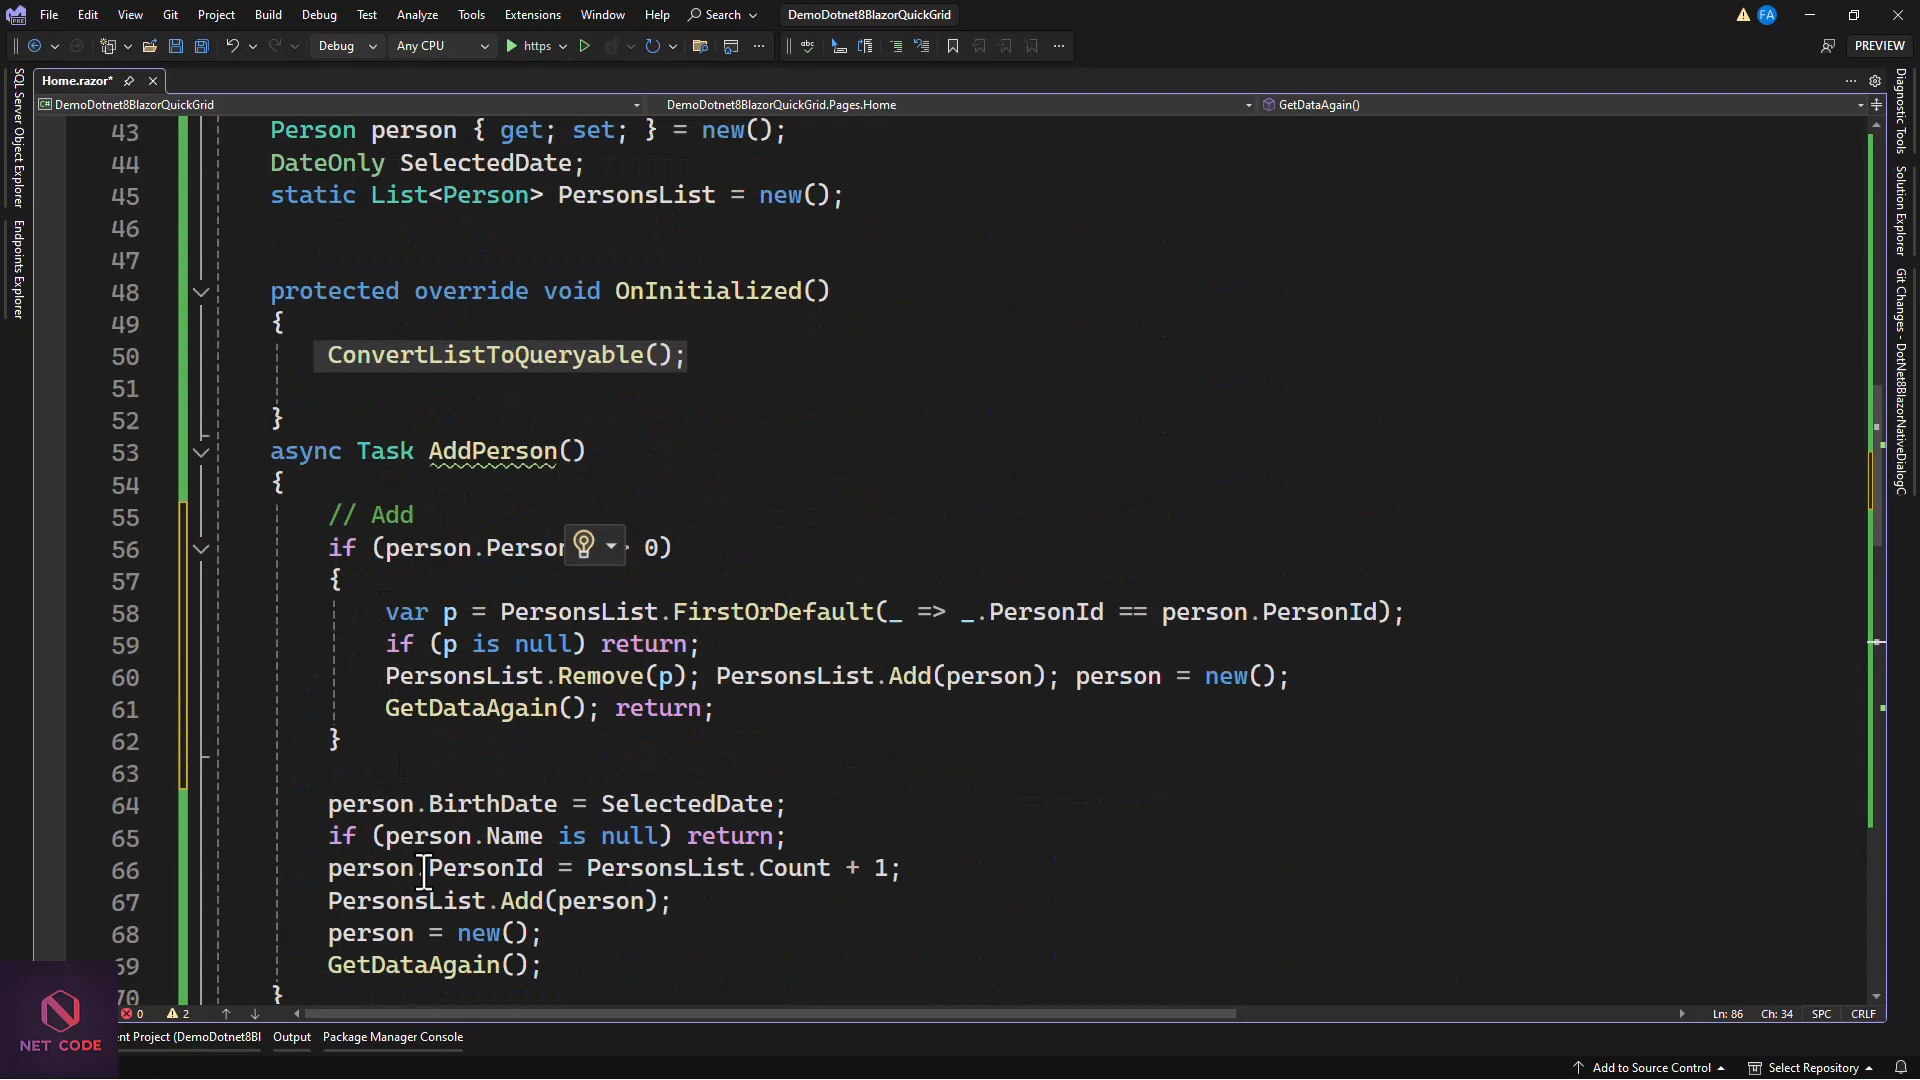 File Edit View Git Project Build Debug Test Analyze Tools Extensions Window Help Search DemoDotnet8BlazorQuickGrid FA
Debug Any CPU https PREVIEW
Home.razor*
DemoDotnet8BlazorQuickGrid DemoDotnet8BlazorQuickGrid.Pages.Home GetDataAgain()
SQL Server Object Explorer
Endpoints Explorer
43 Person person { get; set; } = new();
44 DateOnly SelectedDate;
45 static List<Person> PersonsList = new();
46
47
48 protected override void OnInitialized()
49 {
50 ConvertListToQueryable();
51
52 }
53 async Task AddPerson()
54 {
55 // Add
56 if (person.Person 0)
57 {
58 var p = PersonsList.FirstOrDefault(_ => _.PersonId == person.PersonId);
59 if (p is null) return;
60 PersonsList.Remove(p); PersonsList.Add(person); person = new();
61 GetDataAgain(); return;
62 }
63
64 person.BirthDate = SelectedDate;
65 if (person.Name is null) return;
66 person.PersonId = PersonsList.Count + 1;
67 PersonsList.Add(person);
68 person = new();
69 GetDataAgain();
70 }
Diagnostic Tools
Solution Explorer
Git Changes - DotNet8BlazorNativeDialogC
0 2 Ln: 86 Ch: 34 SPC CRLF
NET CODE
ent Project (DemoDotnet8Bl Output Package Manager Console
Add to Source Control Select Repository